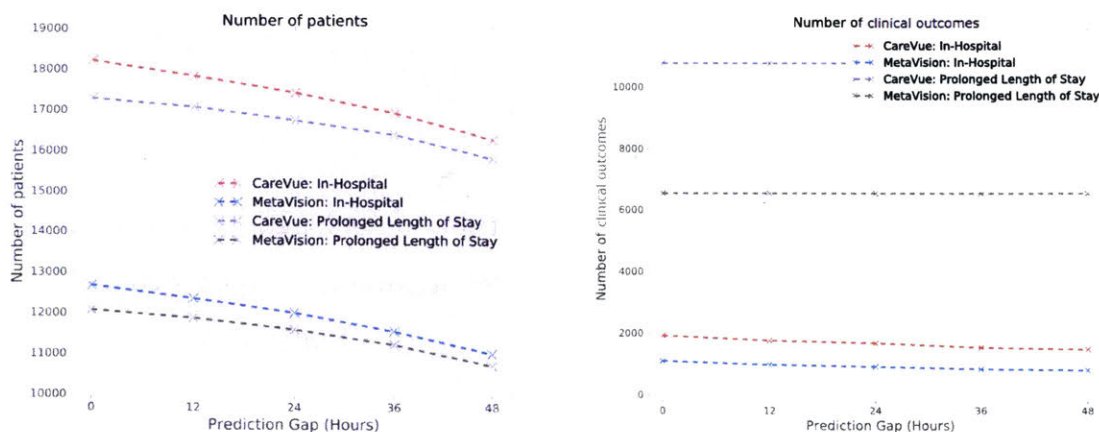 Number of patients
19000
18000
17000
16000
15000
14000
13000
12000
11000
10000
Number of patients
CareVue: In-Hospital
MetaVision: In-Hospital
CareVue: Prolonged Length of Stay
MetaVision: Prolonged Length of Stay
0 12 24 36 48
Prediction Gap (Hours)
Number of clinical outcomes
CareVue: In-Hospital
MetaVision: In-Hospital
CareVue: Prolonged Length of Stay
MetaVision: Prolonged Length of Stay
10000
8000
6000
4000
2000
0
Number of clinical outcomes
0 12 24 36 48
Prediction Gap (Hours)